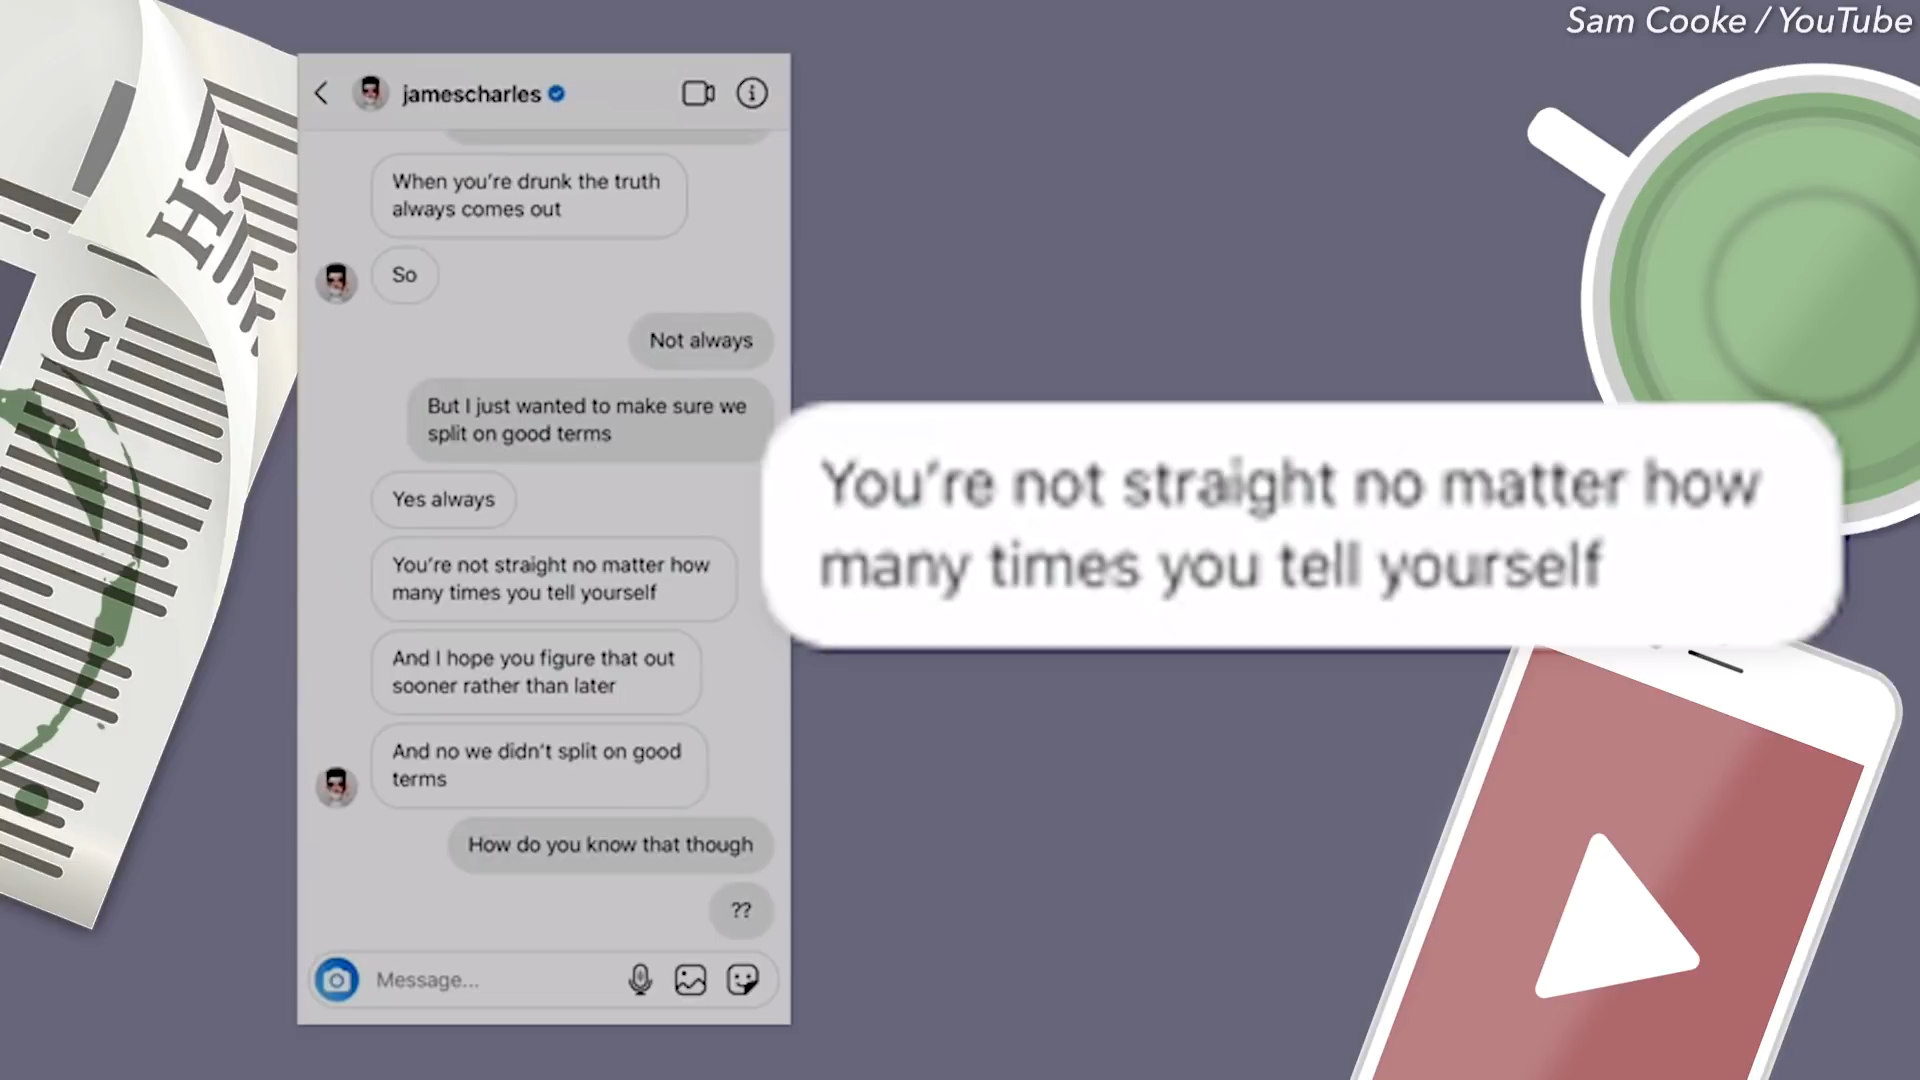 Sam Cooke / YouTube
jamescharles
When you're drunk the truth
always comes out
So
Not always
But I just wanted to make sure we
split on good terms
Yes always
You're not straight no matter how
many times you tell yourself
And I hope you figure that out
sooner rather than later
And no we didn't split on good
terms
How do you know that though
??
Message...
You're not straight no matter how
many times you tell yourself
H
G